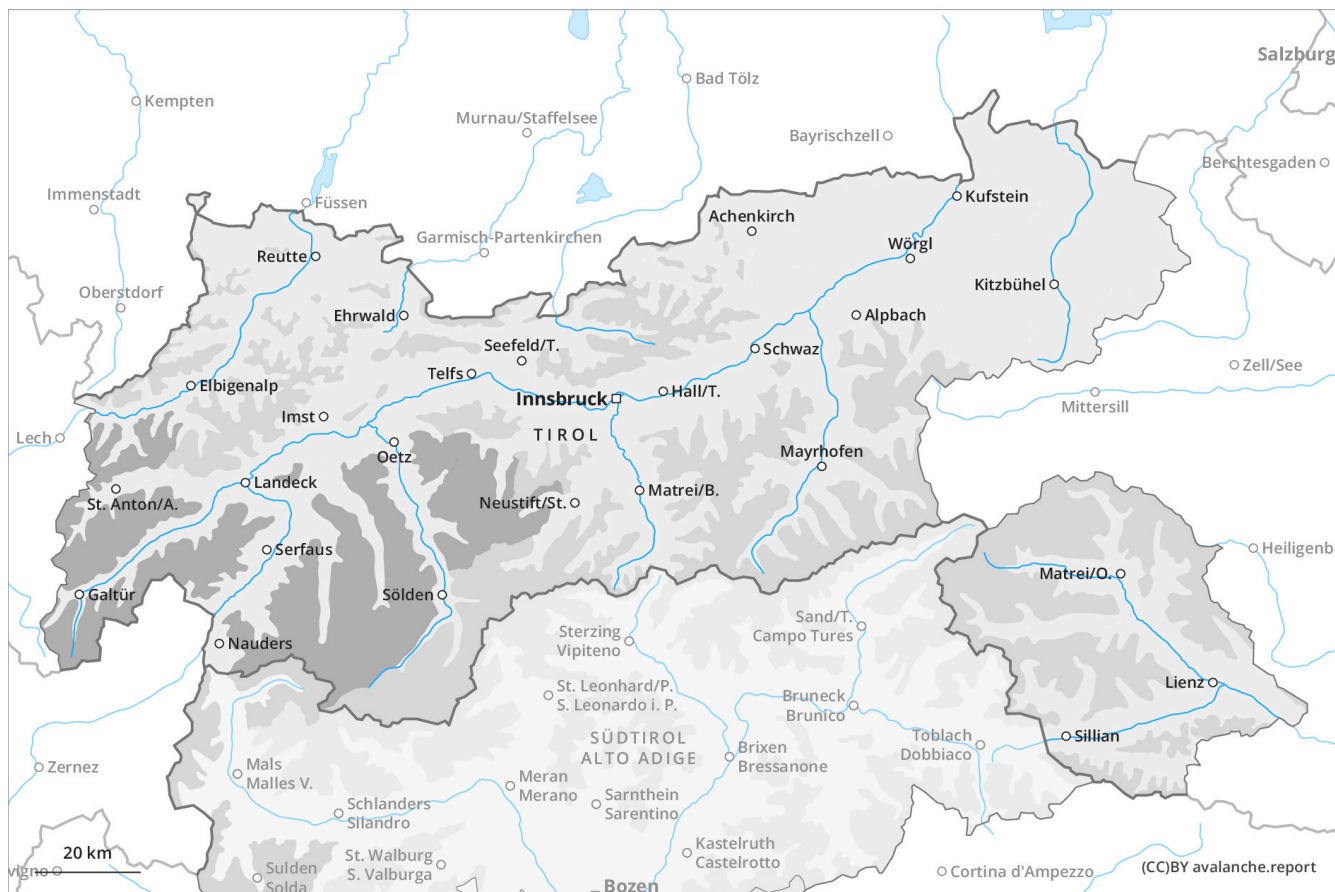 Salzburg
Bad Tölz
Kempten
Murnau/Staffelsee
Bayrischzell
Berchtesgaden
Immenstadt
Kufstein
Füssen
Achenkirch
Garmisch-Partenkirchen
Wörgl
Reutte
Kitzbühel
Oberstdorf
Ehrwald
Alpbach
Seefeld/T.
Schwaz
Zell/See
Telfs
Elbigenalp
Innsbruck
Hall/T.
Mittersill
Imst
Lech
TIROL
Oetz
Mayrhofen
Landeck
St. Anton/A.
Neustift/St.
Matrei/B.
Serfaus
Heiligenb
Matrei/O.
Galtür
Sölden
Sand/T.
Campo Tures
Sterzing
Vipiteno
Nauders
Lienz
St. Leonhard/P.
S. Leonardo i. P.
Bruneck
Brunico
SÜDTIROL
ALTO ADIGE
Toblach
Dobbiaco
Sillian
Brixen
Bressanone
Zernez
Mals
Malles V.
Meran
Merano
Schlanders
Silandro
Sarnthein
Sarentino
Kastelruth
Castelrotto
20 km
St. Walburg
S. Valburga
vigno
Sulden
Solda
Cortina d'Ampezzo
(CC)BY avalanche.report
Bozen